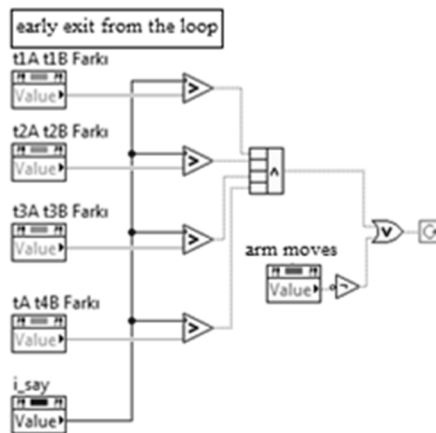 early exit from the loop
t1A t1B Farkı
Value
t2A t2B Farkı
Value
t3A t3B Farkı
Value
arm moves
Value
tA t4B Farkı
Value
i_say
Value